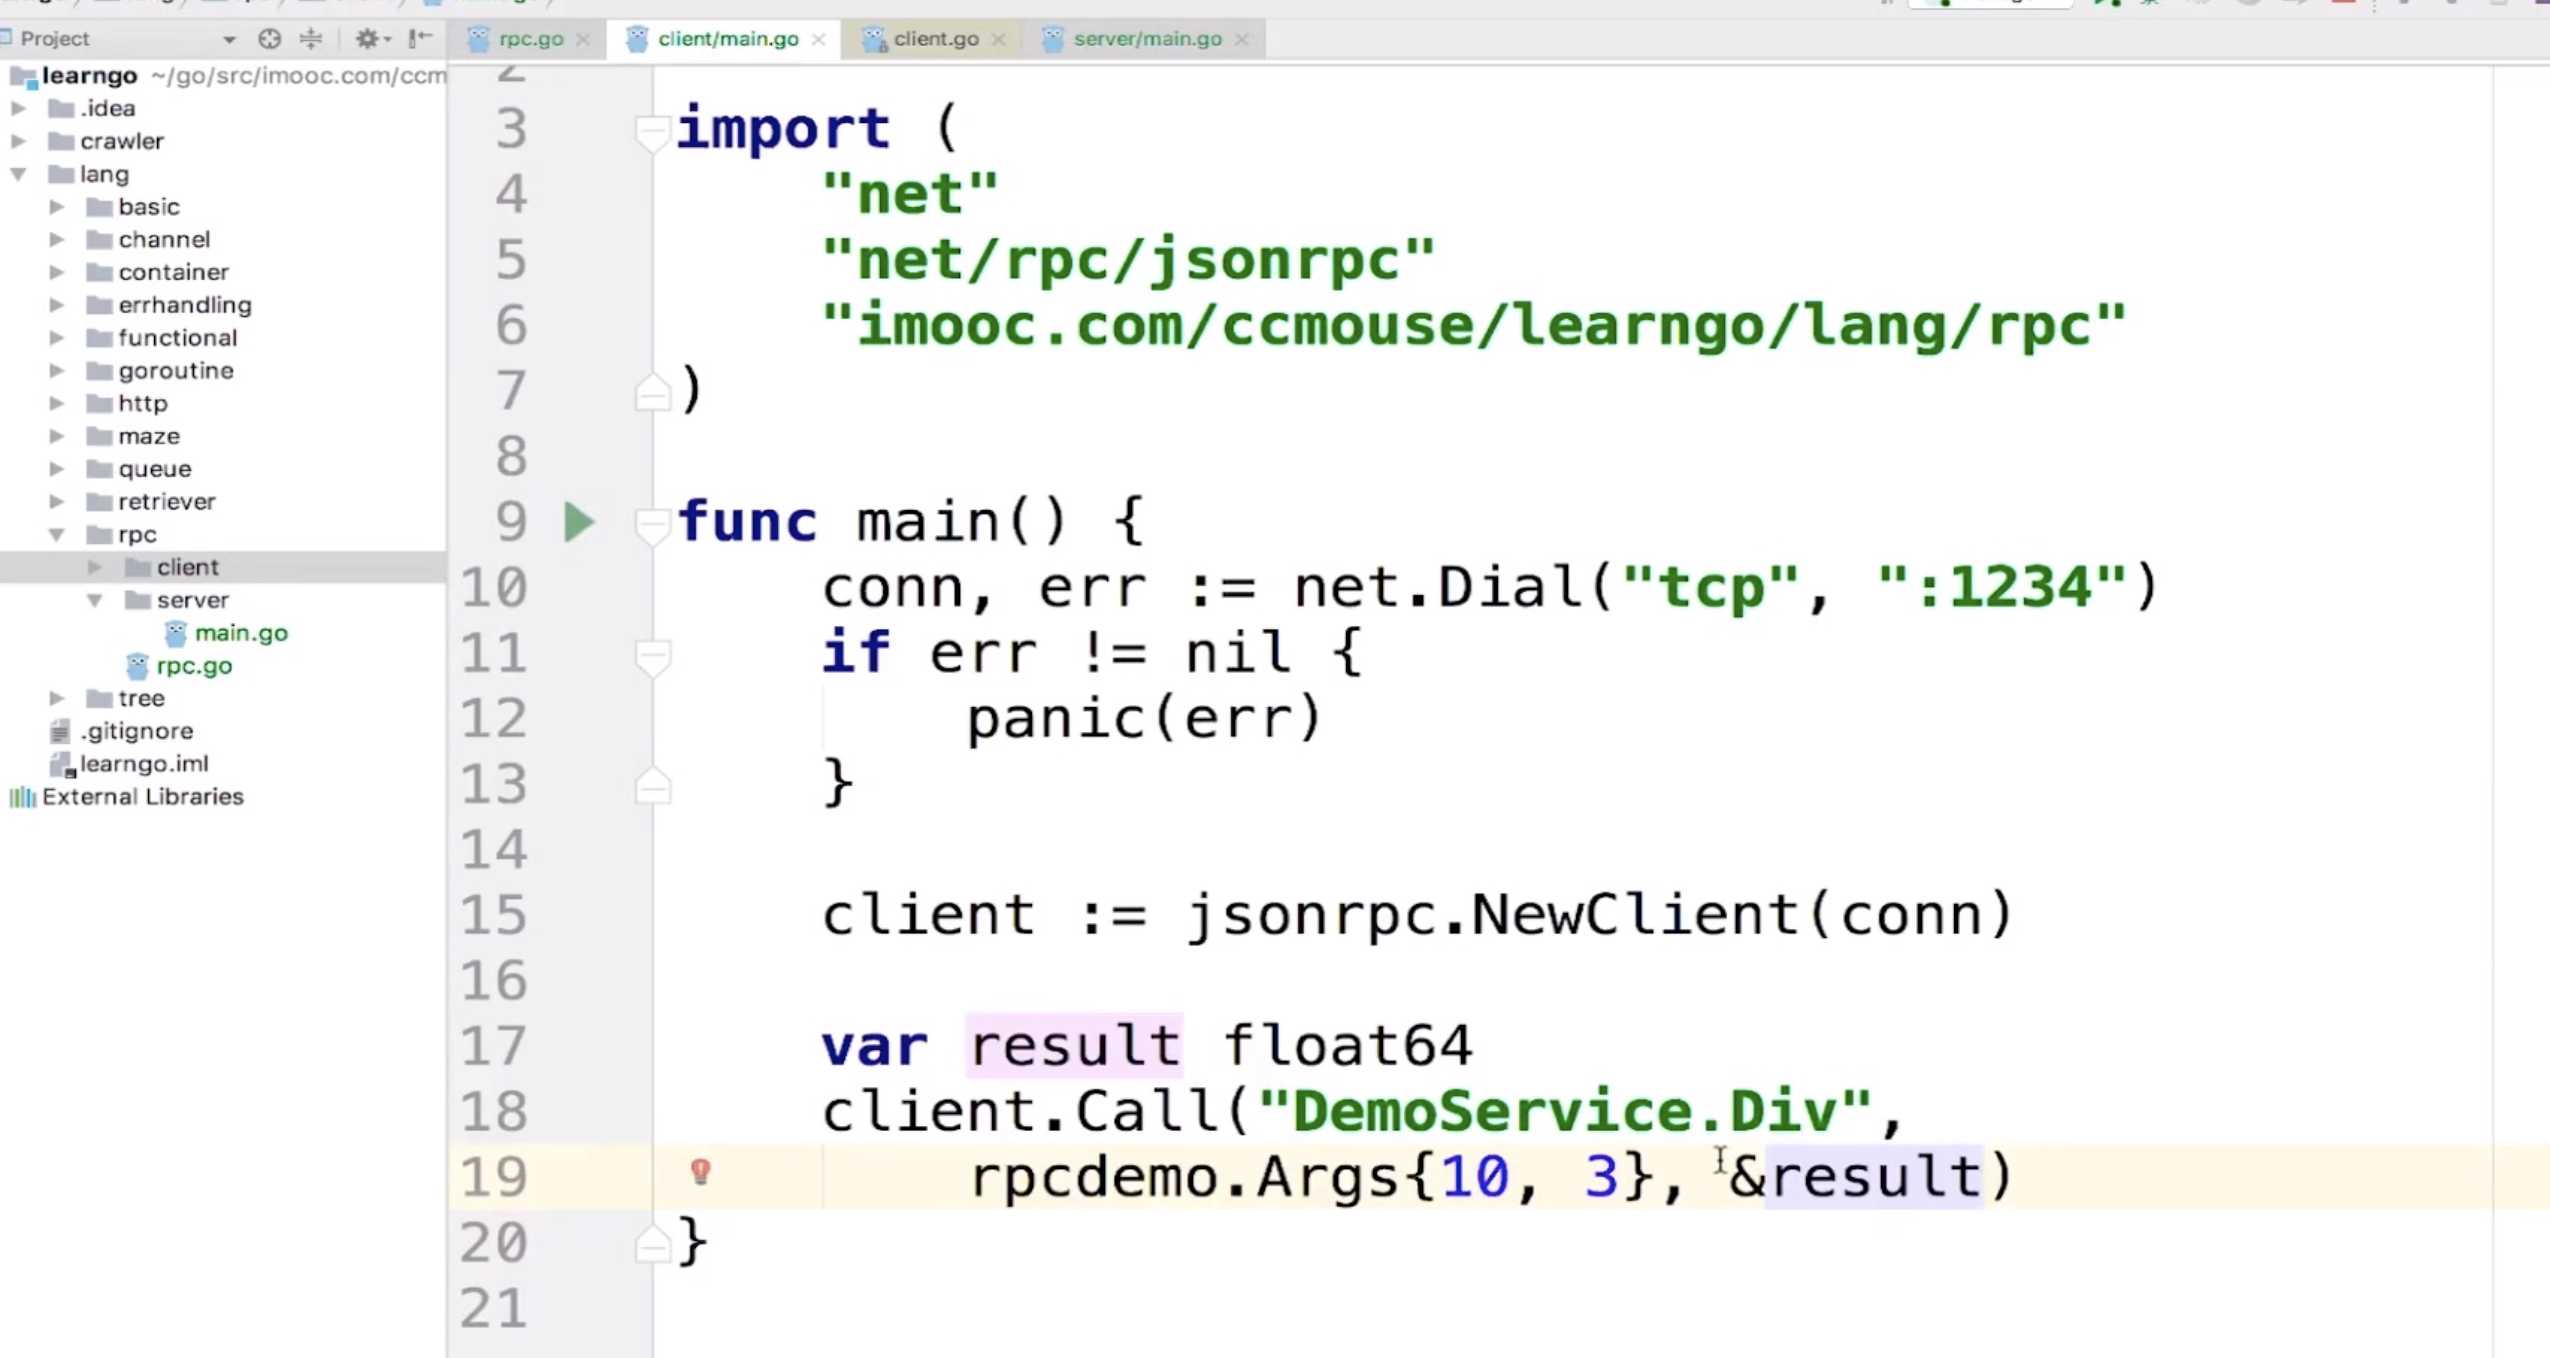 Project
rpc.go
client/main.go
client.go
server/main.go
learngo ~/go/src/imooc.com/ccm
.idea
crawler
lang
basic
channel
container
errhandling
functional
goroutine
http
maze
queue
retriever
rpc
client
server
main.go
rpc.go
tree
.gitignore
learngo.iml
External Libraries
2
3 import (
4 "net"
5 "net/rpc/jsonrpc"
6 "imooc.com/ccmouse/learngo/lang/rpc"
7 )
8
9 func main() {
10 conn, err := net.Dial("tcp", ":1234")
11 if err != nil {
12 panic(err)
13 }
14
15 client := jsonrpc.NewClient(conn)
16
17 var result float64
18 client.Call("DemoService.Div",
19 rpcdemo.Args{10, 3}, &result)
20 }
21